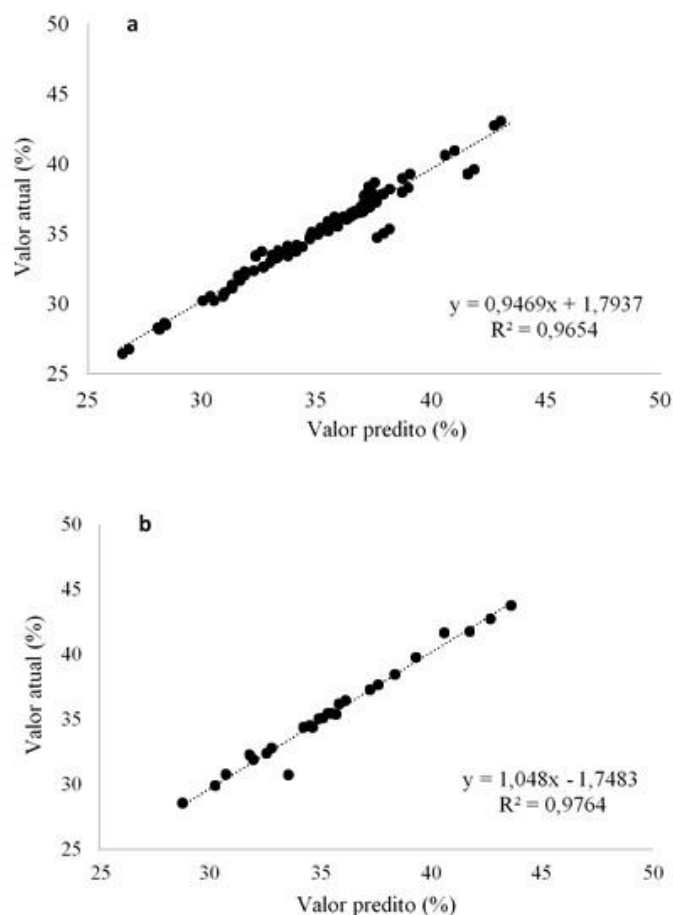 a
50
45
40
35
30
25
Valor atual (%)
y = 0,9469x + 1,7937
R² = 0,9654
25 30 35 40 45 50
Valor predito (%)
b
50
45
40
35
30
25
Valor atual (%)
y = 1,048x - 1,7483
R² = 0,9764
25 30 35 40 45 50
Valor predito (%)